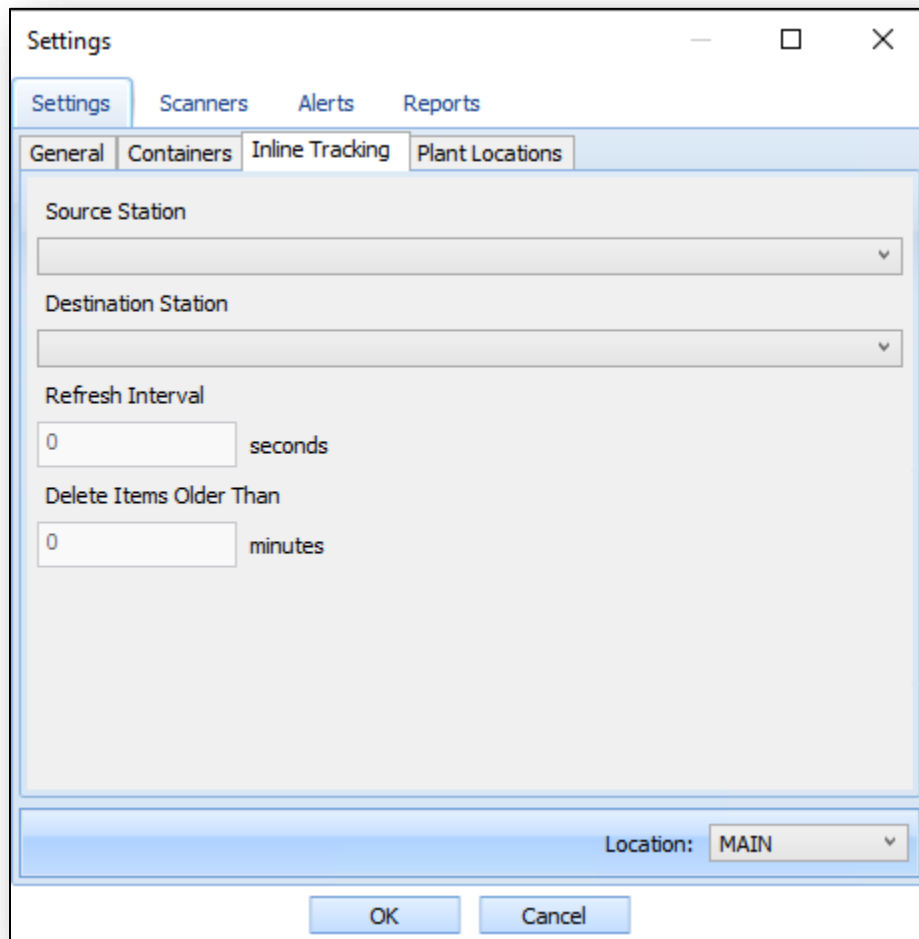 Settings
Settings Scanners Alerts Reports
General Containers Inline Tracking Plant Locations
Source Station
Destination Station
Refresh Interval
0 seconds
Delete Items Older Than
0 minutes
Location: MAIN
OK Cancel